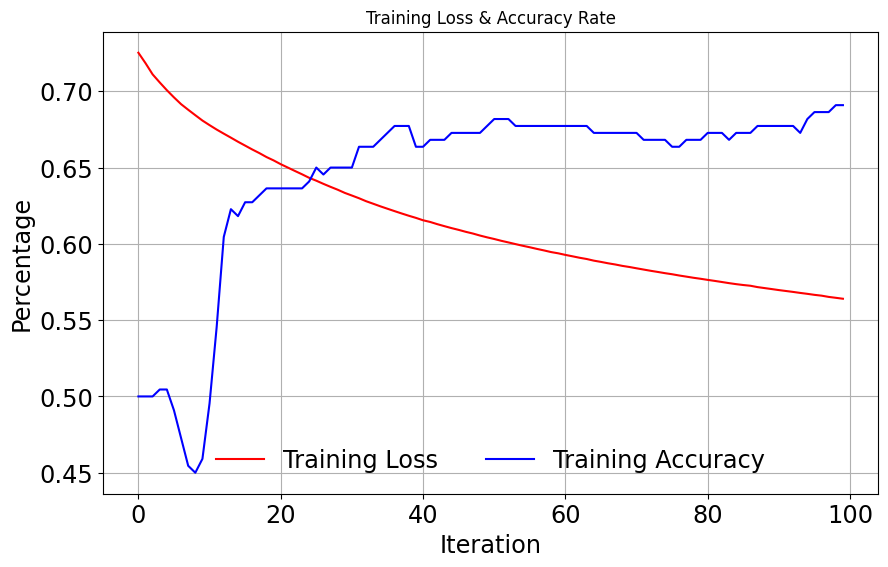 Training Loss & Accuracy Rate
0.70
0.65
0.60
0.55
0.50
0.45
Percentage
Training Loss
Training Accuracy
0 20 40 60 80 100
Iteration